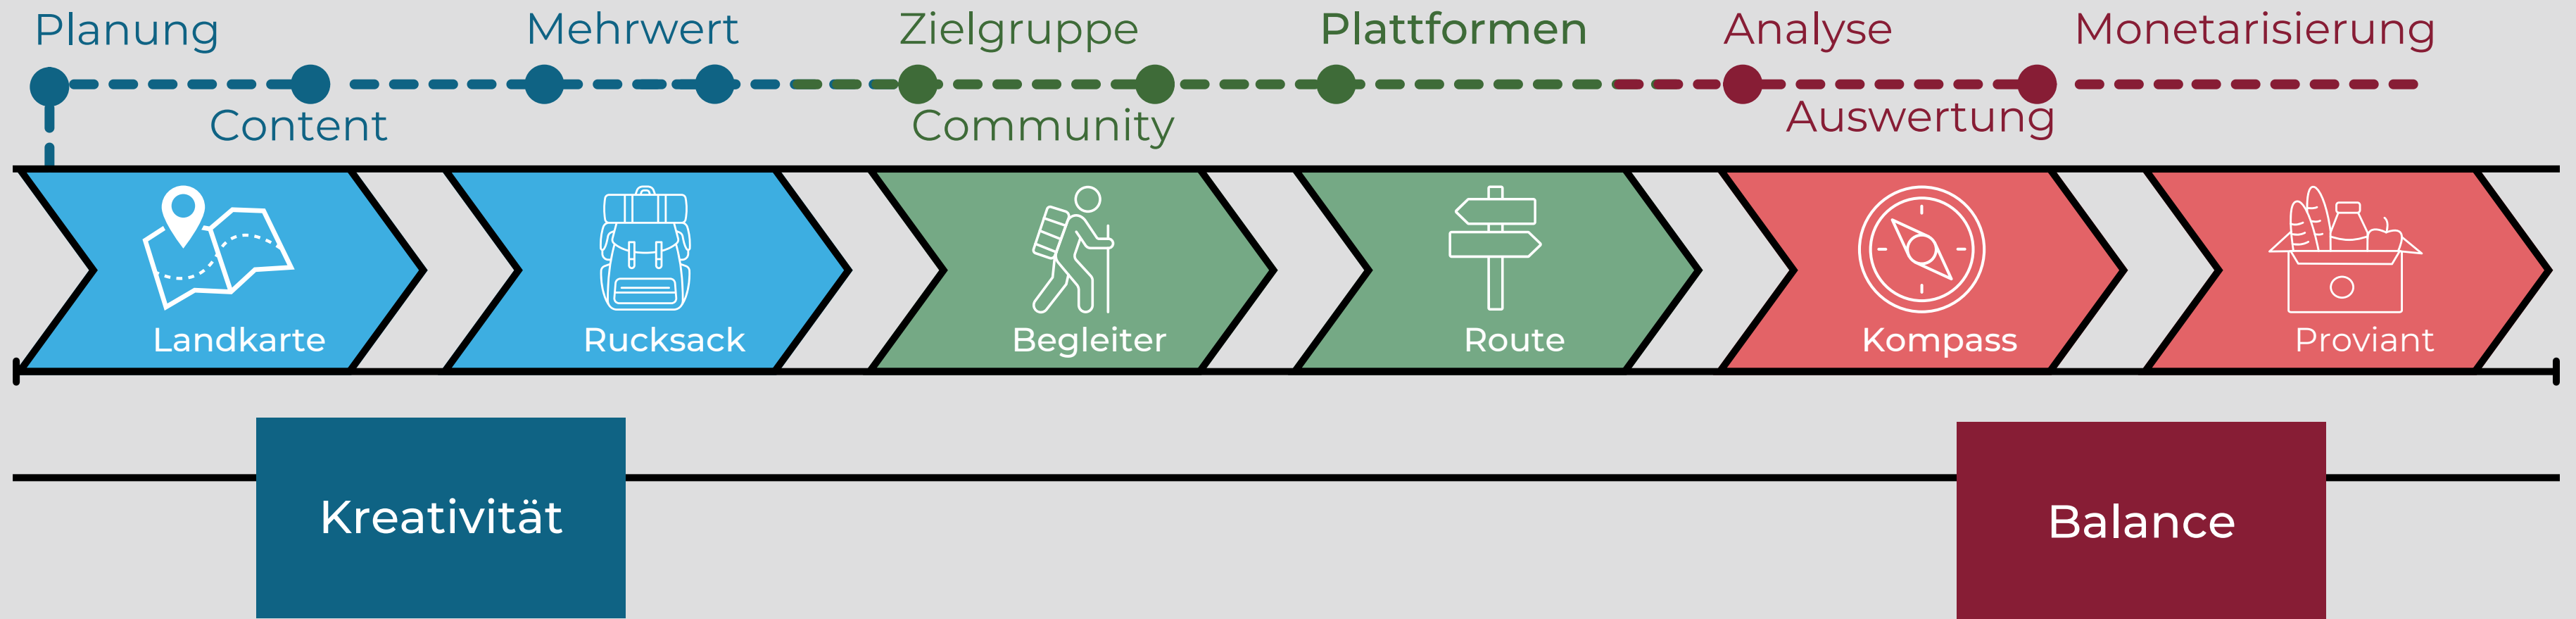 Planung
Mehrwert
Zielgruppe
Plattformen
Analyse
Monetarisierung
Content
Community
Auswertung
Landkarte
Rucksack
Begleiter
Route
Kompass
Proviant
Kreativität
Balance